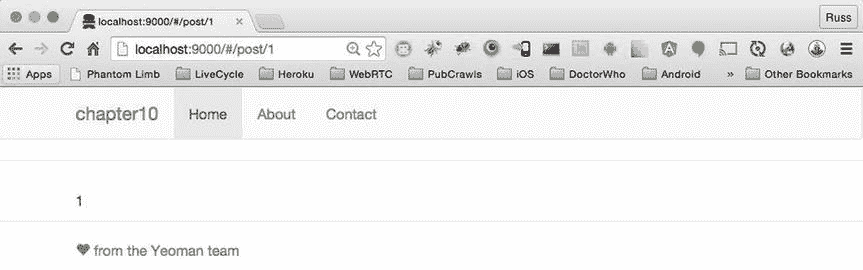 localhost:9000/#/post/1
Russ
localhost:9000/#/post/1
Apps Phantom Limb LiveCycle Heroku WebRTC PubCrawls iOS DoctorWho Android » Other Bookmarks
chapter10 Home About Contact
1
from the Yeoman team